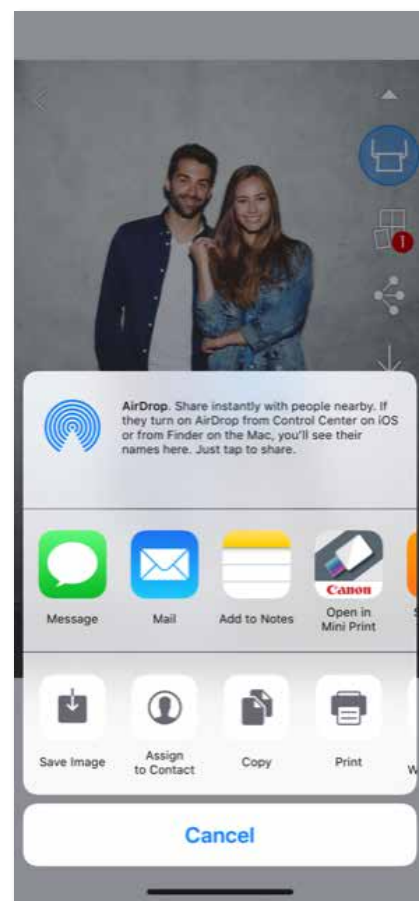 1
AirDrop. Share instantly with people nearby. If
they turn on AirDrop from Control Center on iOS
or from Finder on the Mac, you'll see their
names here. Just tap to share.
Canon
Message
Mail
Add to Notes
Open in
Mini Print
Save Image
Assign
to Contact
Copy
Print
Cancel